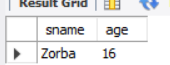 Result Grid
sname age
Zorba 16